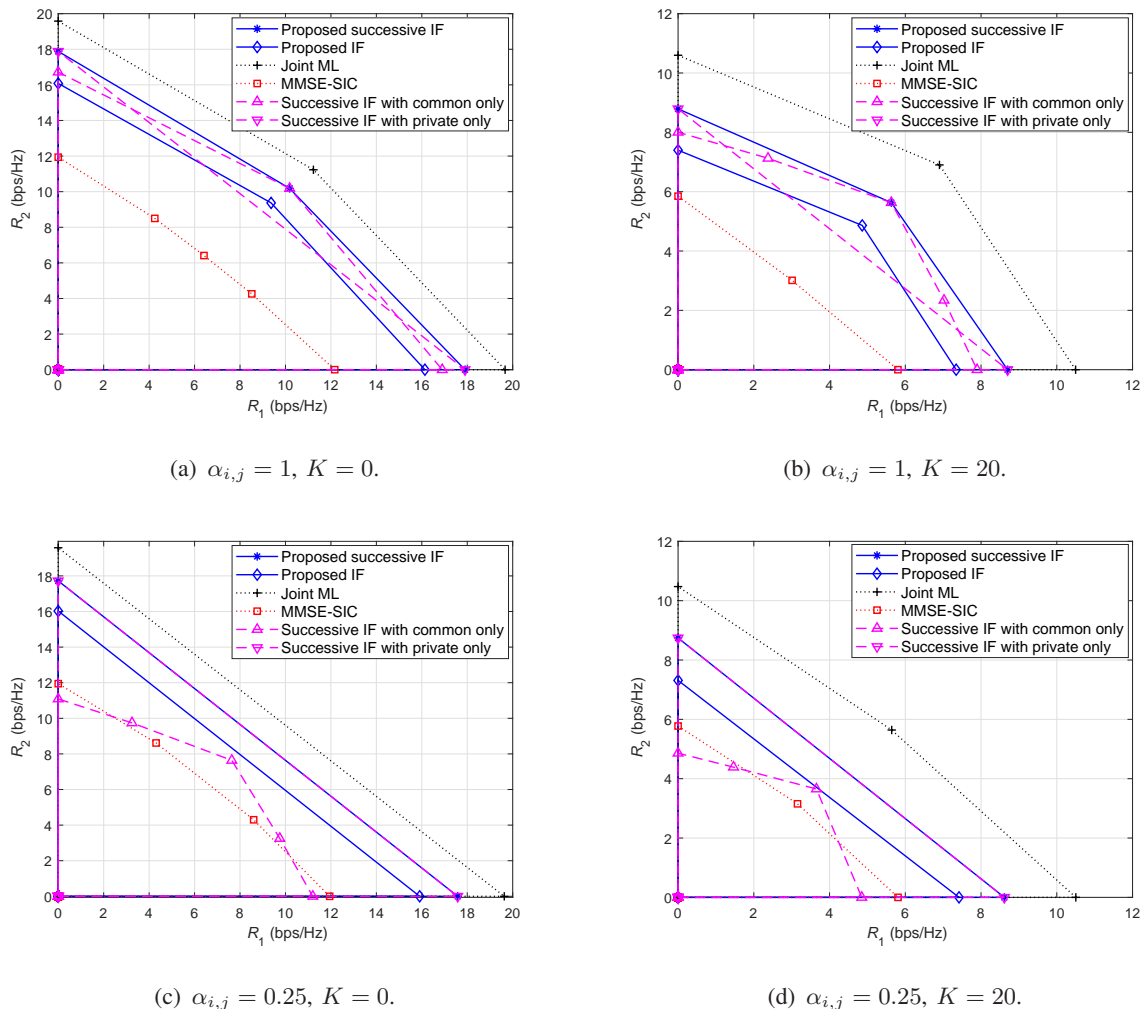 20
18
16
14
12
10
8
6
4
2
0
R2 (bps/Hz)
0 2 4 6 8 10 12 14 16 18 20
R1 (bps/Hz)
Proposed successive IF
Proposed IF
Joint ML
MMSE-SIC
Successive IF with common only
Successive IF with private only
(a) αi,j = 1, K = 0.
12
10
8
6
4
2
0
R2 (bps/Hz)
0 2 4 6 8 10 12
R1 (bps/Hz)
Proposed successive IF
Proposed IF
Joint ML
MMSE-SIC
Successive IF with common only
Successive IF with private only
(b) αi,j = 1, K = 20.
18
16
14
12
10
8
6
4
2
0
R2 (bps/Hz)
0 2 4 6 8 10 12 14 16 18 20
R1 (bps/Hz)
Proposed successive IF
Proposed IF
Joint ML
MMSE-SIC
Successive IF with common only
Successive IF with private only
(c) αi,j = 0.25, K = 0.
12
10
8
6
4
2
0
R2 (bps/Hz)
0 2 4 6 8 10 12
R1 (bps/Hz)
Proposed successive IF
Proposed IF
Joint ML
MMSE-SIC
Successive IF with common only
Successive IF with private only
(d) αi,j = 0.25, K = 20.